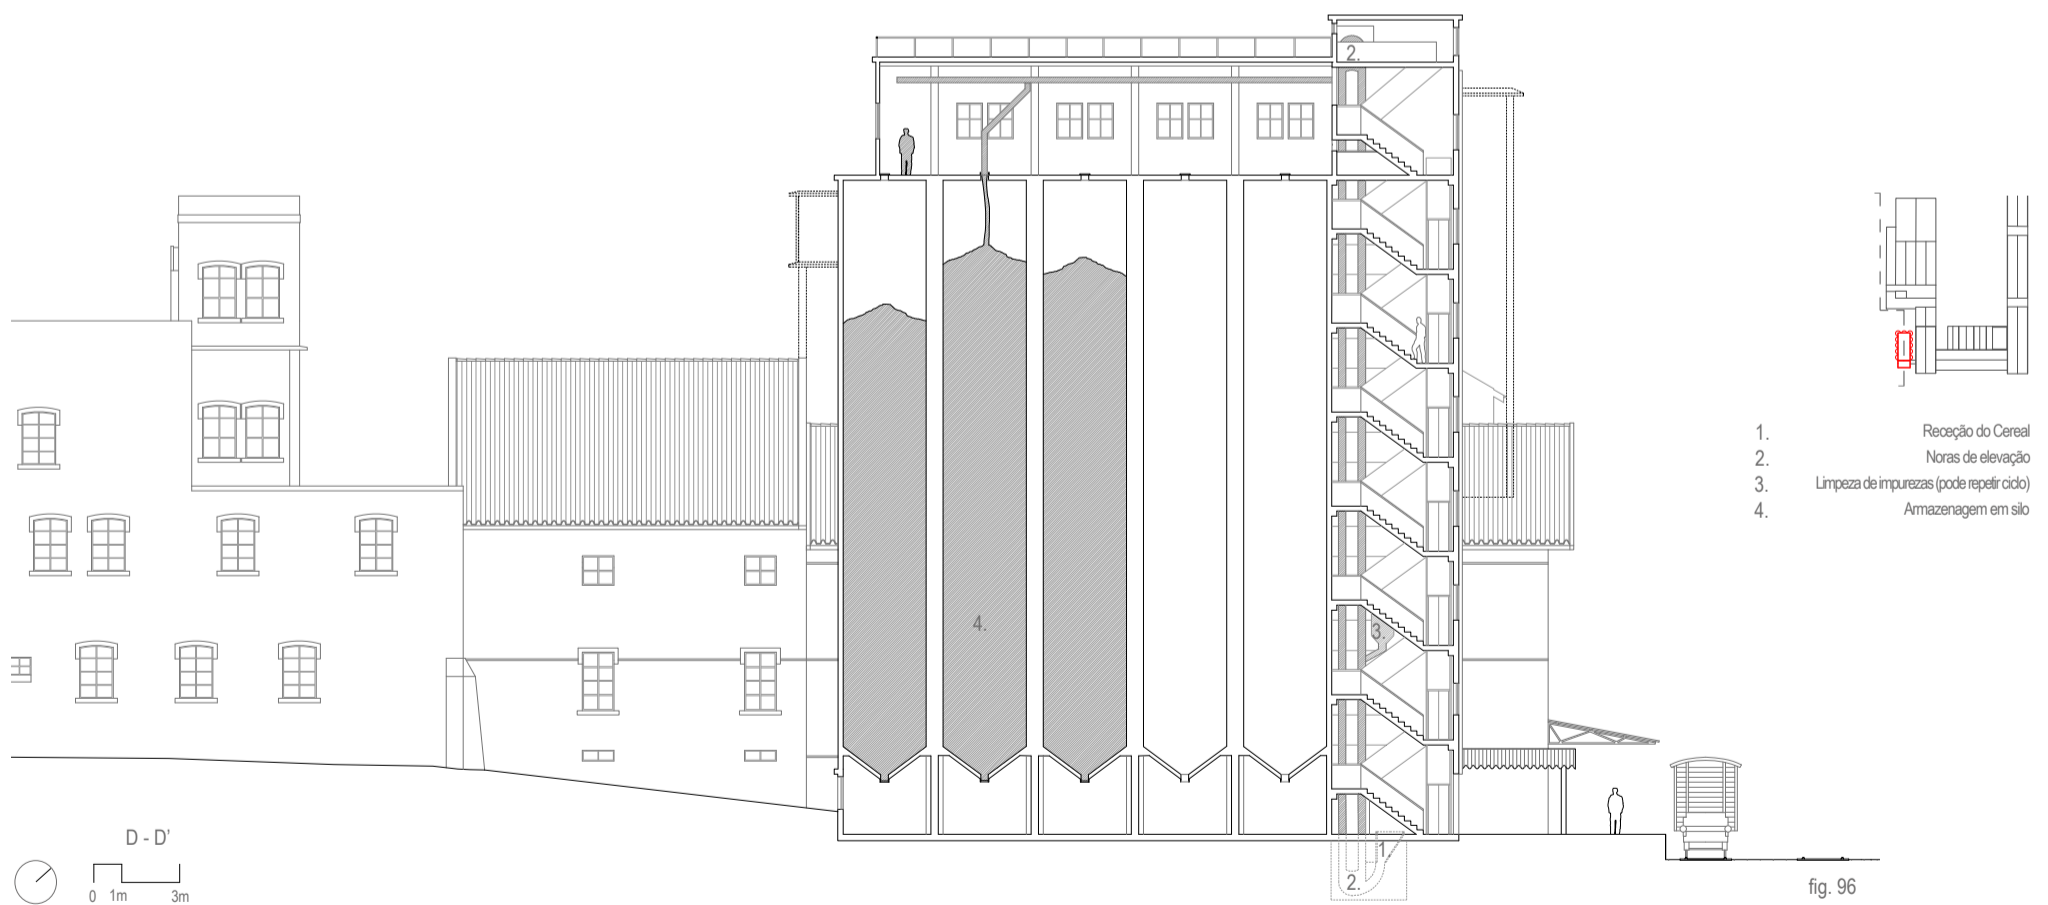 2.
4.
3.
1.
2.
1. Receção do Cereal
2. Noras de elevação
3. Limpeza de impurezas (pode repetir ciclo)
4. Armazenagem em silo
D - D'
0 1m 3m
fig. 96